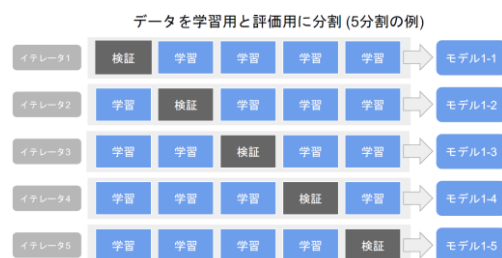 データを学習用と評価用に分割 (5分割の例)
イテレータ1 検証 学習 学習 学習 学習 モデル1-1
イテレータ2 学習 検証 学習 学習 学習 モデル1-2
イテレータ3 学習 学習 検証 学習 学習 モデル1-3
イテレータ4 学習 学習 学習 検証 学習 モデル1-4
イテレータ5 学習 学習 学習 学習 検証 モデル1-5